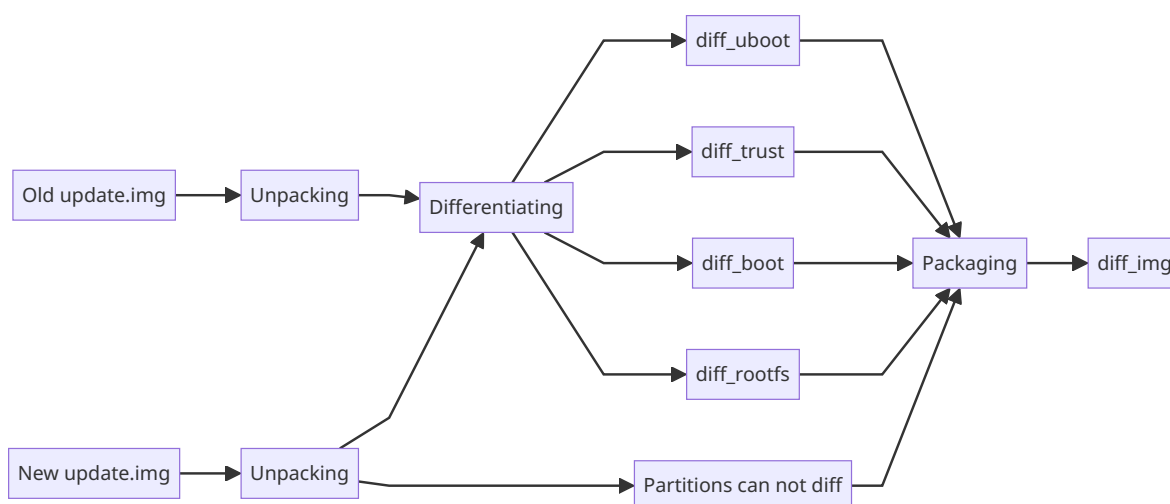 diff_uboot
diff_trust
Old update.img
Unpacking
Differentiating
diff_boot
Packaging
diff_img
diff_rootfs
New update.img
Unpacking
Partitions can not diff